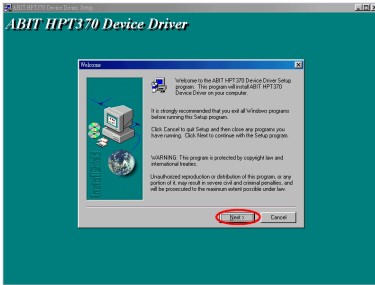 ABIT HPT370 Device Driver Setup
ABIT HPT370 Device Driver
Welcome
Welcome to the ABIT HPT370 Device Driver Setup
program. This program will install ABIT HPT370
Device Driver on your computer.
It is strongly recommended that you exit all Windows programs
before running this Setup program.
Click Cancel to quit Setup and then close any programs you
have running. Click Next to continue with the Setup program.
WARNING: This program is protected by copyright law and
international treaties.
Unauthorized reproduction or distribution of this program, or any
portion of it, may result in severe civil and criminal penalties, and
will be prosecuted to the maximum extent possible under law.
InstallShield
Next >
Cancel